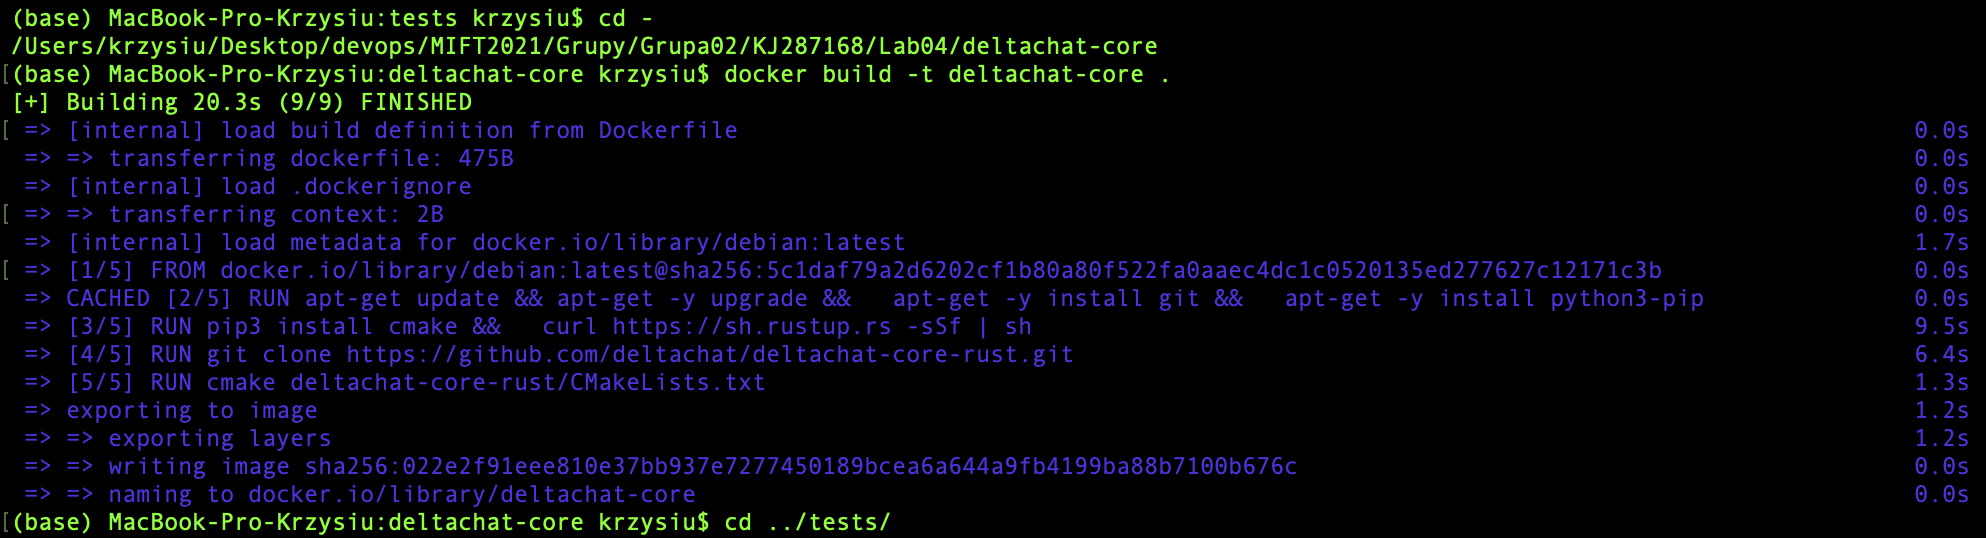 (base) MacBook-Pro-Krzysiu:tests krzysiu$ cd -
/Users/krzysiu/Desktop/devops/MIFT2021/Grupy/Grupa02/KJ287168/Lab04/deltachat-core
[(base) MacBook-Pro-Krzysiu:deltachat-core krzysiu$ docker build -t deltachat-core .
[+] Building 20.3s (9/9) FINISHED
[ => [internal] load build definition from Dockerfile 0.0s
=> => transferring dockerfile: 475B 0.0s
=> [internal] load .dockerignore 0.0s
[ => => transferring context: 2B 0.0s
=> [internal] load metadata for docker.io/library/debian:latest 1.7s
[ => [1/5] FROM docker.io/library/debian:latest@sha256:5c1daf79a2d6202cf1b80a80f522fa0aaec4dc1c0520135ed277627c12171c3b 0.0s
=> CACHED [2/5] RUN apt-get update && apt-get -y upgrade &&   apt-get -y install git &&   apt-get -y install python3-pip 0.0s
=> [3/5] RUN pip3 install cmake &&   curl https://sh.rustup.rs -sSf | sh 9.5s
=> [4/5] RUN git clone https://github.com/deltachat/deltachat-core-rust.git 6.4s
=> [5/5] RUN cmake deltachat-core-rust/CMakeLists.txt 1.3s
=> exporting to image 1.2s
=> => exporting layers 1.2s
=> => writing image sha256:022e2f91eee810e37bb937e7277450189bcea6a644a9fb4199ba88b7100b676c 0.0s
=> => naming to docker.io/library/deltachat-core 0.0s
[(base) MacBook-Pro-Krzysiu:deltachat-core krzysiu$ cd ../tests/